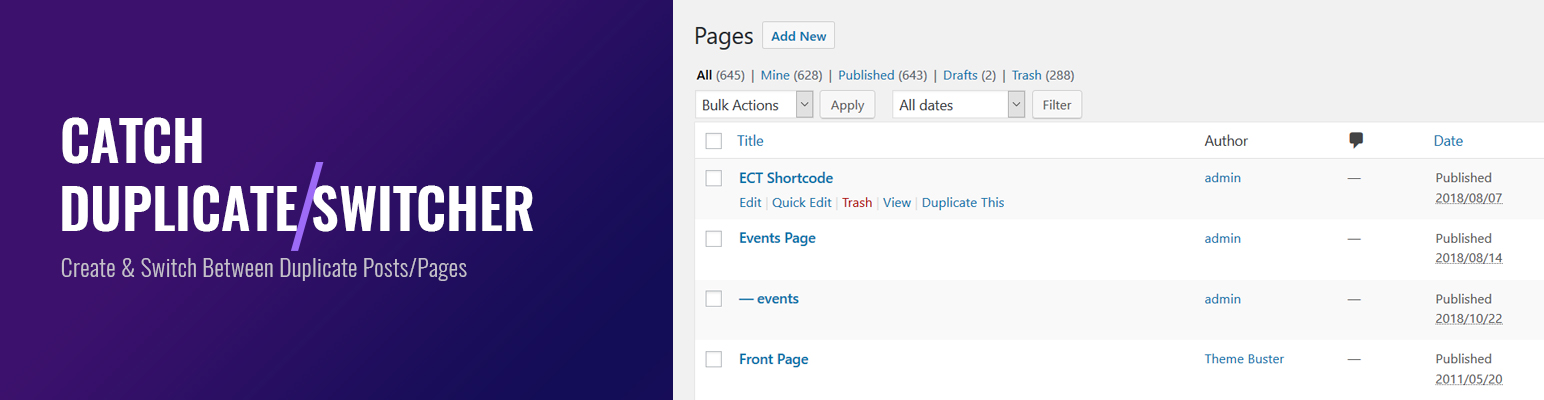 CATCH
DUPLICATE/SWITCHER
Create & Switch Between Duplicate Posts/Pages
Pages Add New
All (645) | Mine (628) | Published (643) | Drafts (2) | Trash (288)
Bulk Actions Apply All dates Filter
Title Author Date
ECT Shortcode admin — Published
Edit | Quick Edit | Trash | View | Duplicate This 2018/08/07
Events Page admin — Published
2018/08/14
— events admin — Published
2018/10/22
Front Page Theme Buster — Published
2011/05/20